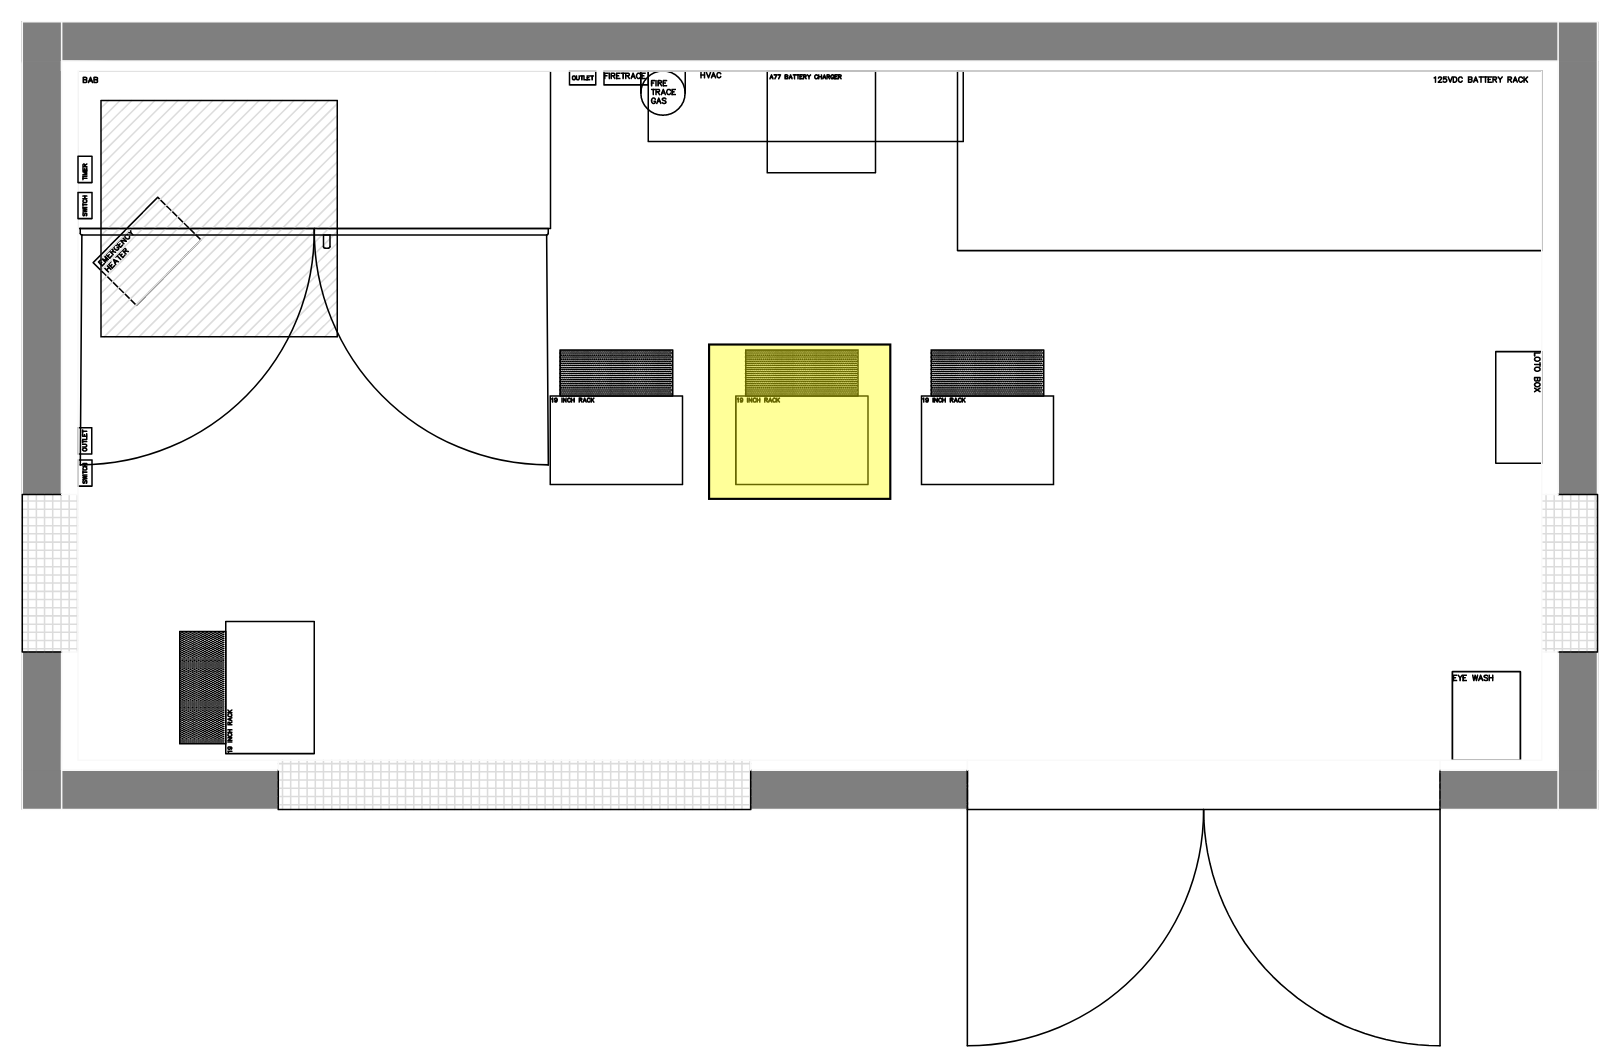 BAB
OUTLET
FIRETRACE
FIRE
TRACE
GAS
HVAC
A77 BATTERY CHARGER
125VDC BATTERY RACK
TIMER
SWITCH
EMERGENCY
HEATER
19 INCH RACK
19 INCH RACK
19 INCH RACK
LOTO BOX
OUTLET
SWITCH
19 INCH RACK
EYE WASH